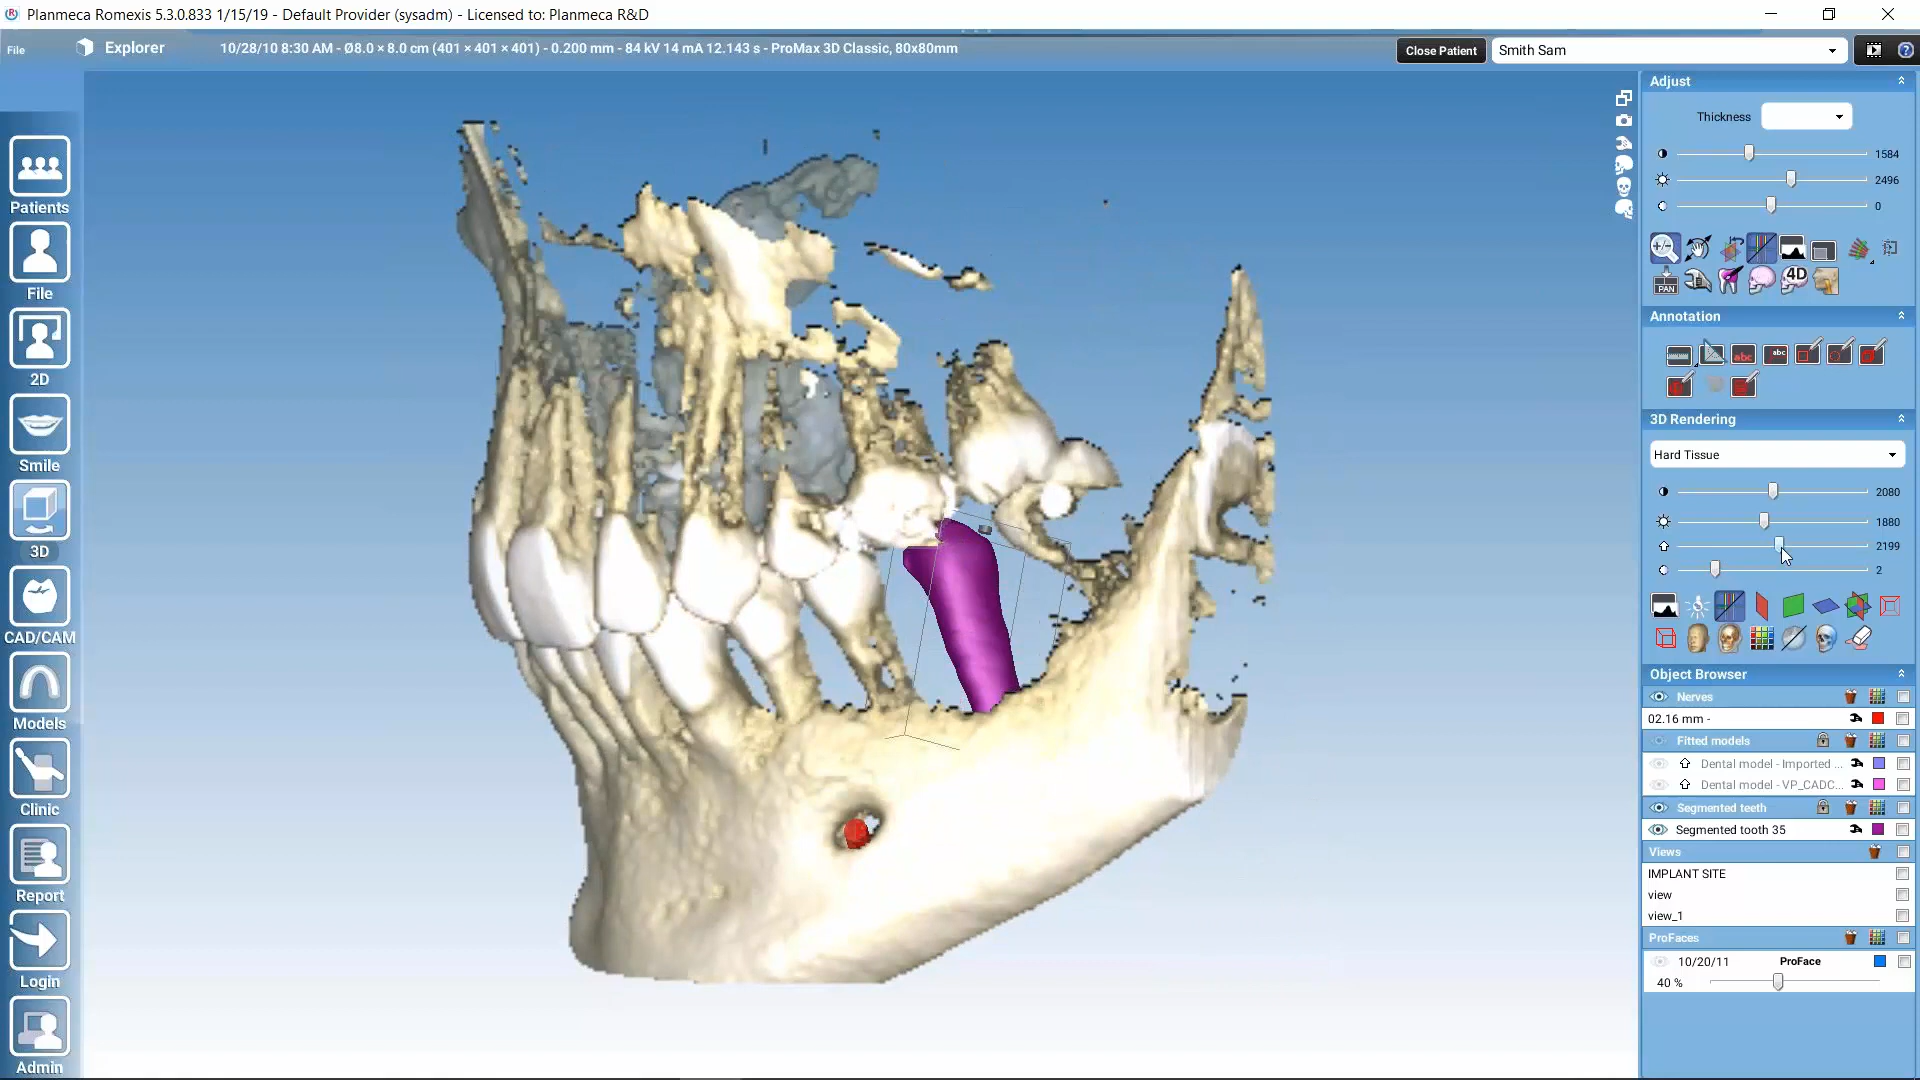 Planmeca Romexis 5.3.0.833 1/15/19 - Default Provider (sysadm) - Licensed to: Planmeca R&D
File
Explorer
10/28/10 8:30 AM - Ø8.0 × 8.0 cm (401 × 401 × 401) - 0.200 mm - 84 kV 14 mA 12.143 s - ProMax 3D Classic, 80x80mm
Close Patient
Smith Sam
?
Patients
File
2D
Smile
3D
CAD/CAM
Models
Clinic
Report
Login
Admin
Adjust
Thickness
1584
2496
0
+/-
PAN
4D
Annotation
abc
abc
3D Rendering
Hard Tissue
2080
1880
2199
2
Object Browser
Nerves
02.16 mm -
Fitted models
Dental model - Imported ...
Dental model - VP_CADC...
Segmented teeth
Segmented tooth 35
Views
IMPLANT SITE
view
view_1
ProFaces
10/20/11 ProFace
40 %